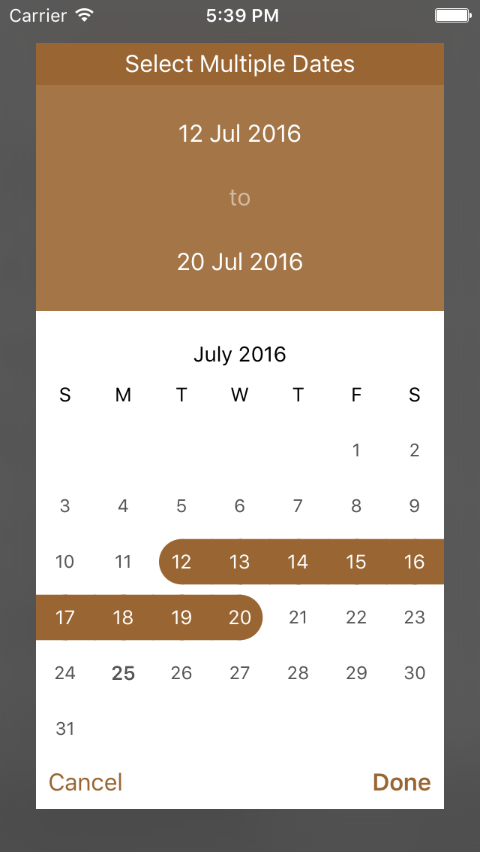 Carrier 5:39 PM
Select Multiple Dates
12 Jul 2016
to
20 Jul 2016
July 2016
S M T W T F S
1 2
3 4 5 6 7 8 9
10 11 12 13 14 15 16
17 18 19 20 21 22 23
24 25 26 27 28 29 30
31
Cancel Done